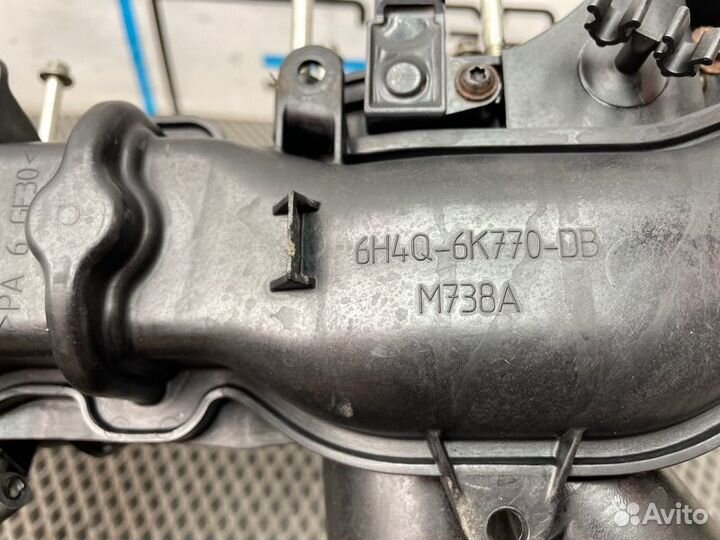 >PA 6 GF30<
6H4Q-6K770-DB
M738A
Avito